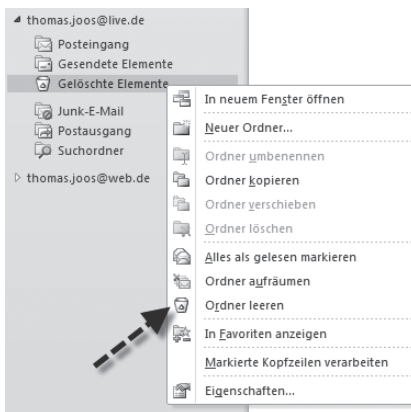 thomas.joos@live.de
Posteingang
Gesendete Elemente
Gelöschte Elemente
Junk-E-Mail
Postausgang
Suchordner
thomas.joos@web.de
In neuem Fenster öffnen
Neuer Ordner...
Ordner umbenennen
Ordner kopieren
Ordner verschieben
Ordner löschen
Alles als gelesen markieren
Ordner aufräumen
Ordner leeren
In Favoriten anzeigen
Markierte Kopfzeilen verarbeiten
Eigenschaften...